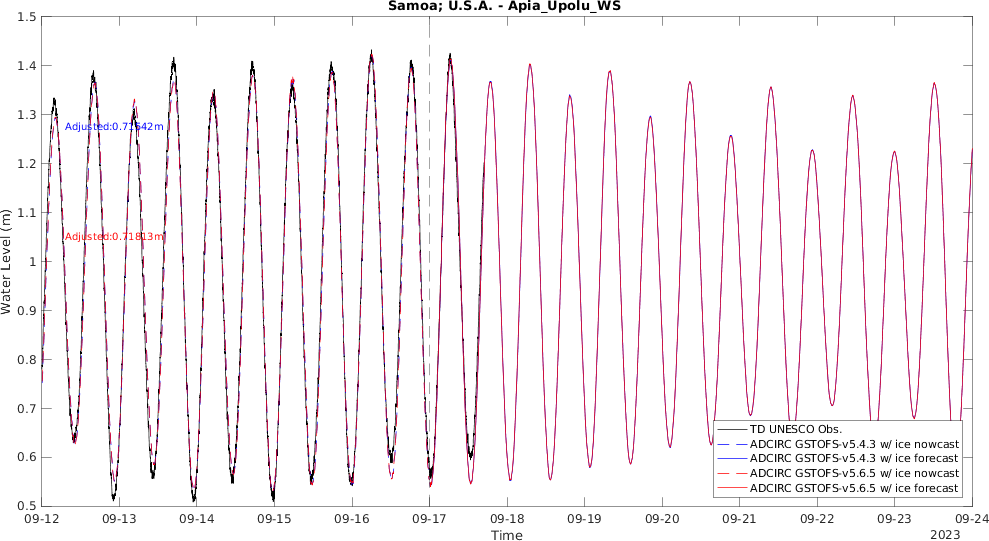 Samoa; U.S.A. - Apia_Upolu_WS
1.5
1.4
1.3
1.2
1.1
1
0.9
0.8
0.7
0.6
0.5
Water Level (m)
Adjusted:0.71642m
Adjusted:0.71813m
TD UNESCO Obs.
ADCIRC GSTOFS-v5.4.3 w/ ice nowcast
ADCIRC GSTOFS-v5.4.3 w/ ice forecast
ADCIRC GSTOFS-v5.6.5 w/ ice nowcast
ADCIRC GSTOFS-v5.6.5 w/ ice forecast
09-12 09-13 09-14 09-15 09-16 09-17 09-18 09-19 09-20 09-21 09-22 09-23 09-24
Time
2023